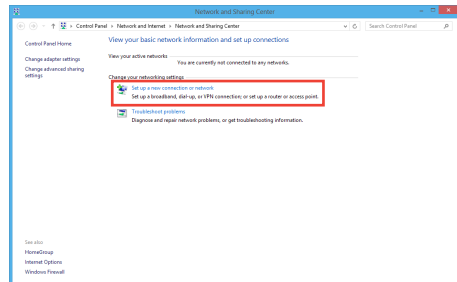 Network and Sharing Center
Control Panel ▸ Network and Internet ▸ Network and Sharing Center
Search Control Panel
Control Panel Home
Change adapter settings
Change advanced sharing
settings
View your basic network information and set up connections
View your active networks
You are currently not connected to any networks.
Change your networking settings
Set up a new connection or network
Set up a broadband, dial-up, or VPN connection; or set up a router or access point.
Troubleshoot problems
Diagnose and repair network problems, or get troubleshooting information.
See also
HomeGroup
Internet Options
Windows Firewall